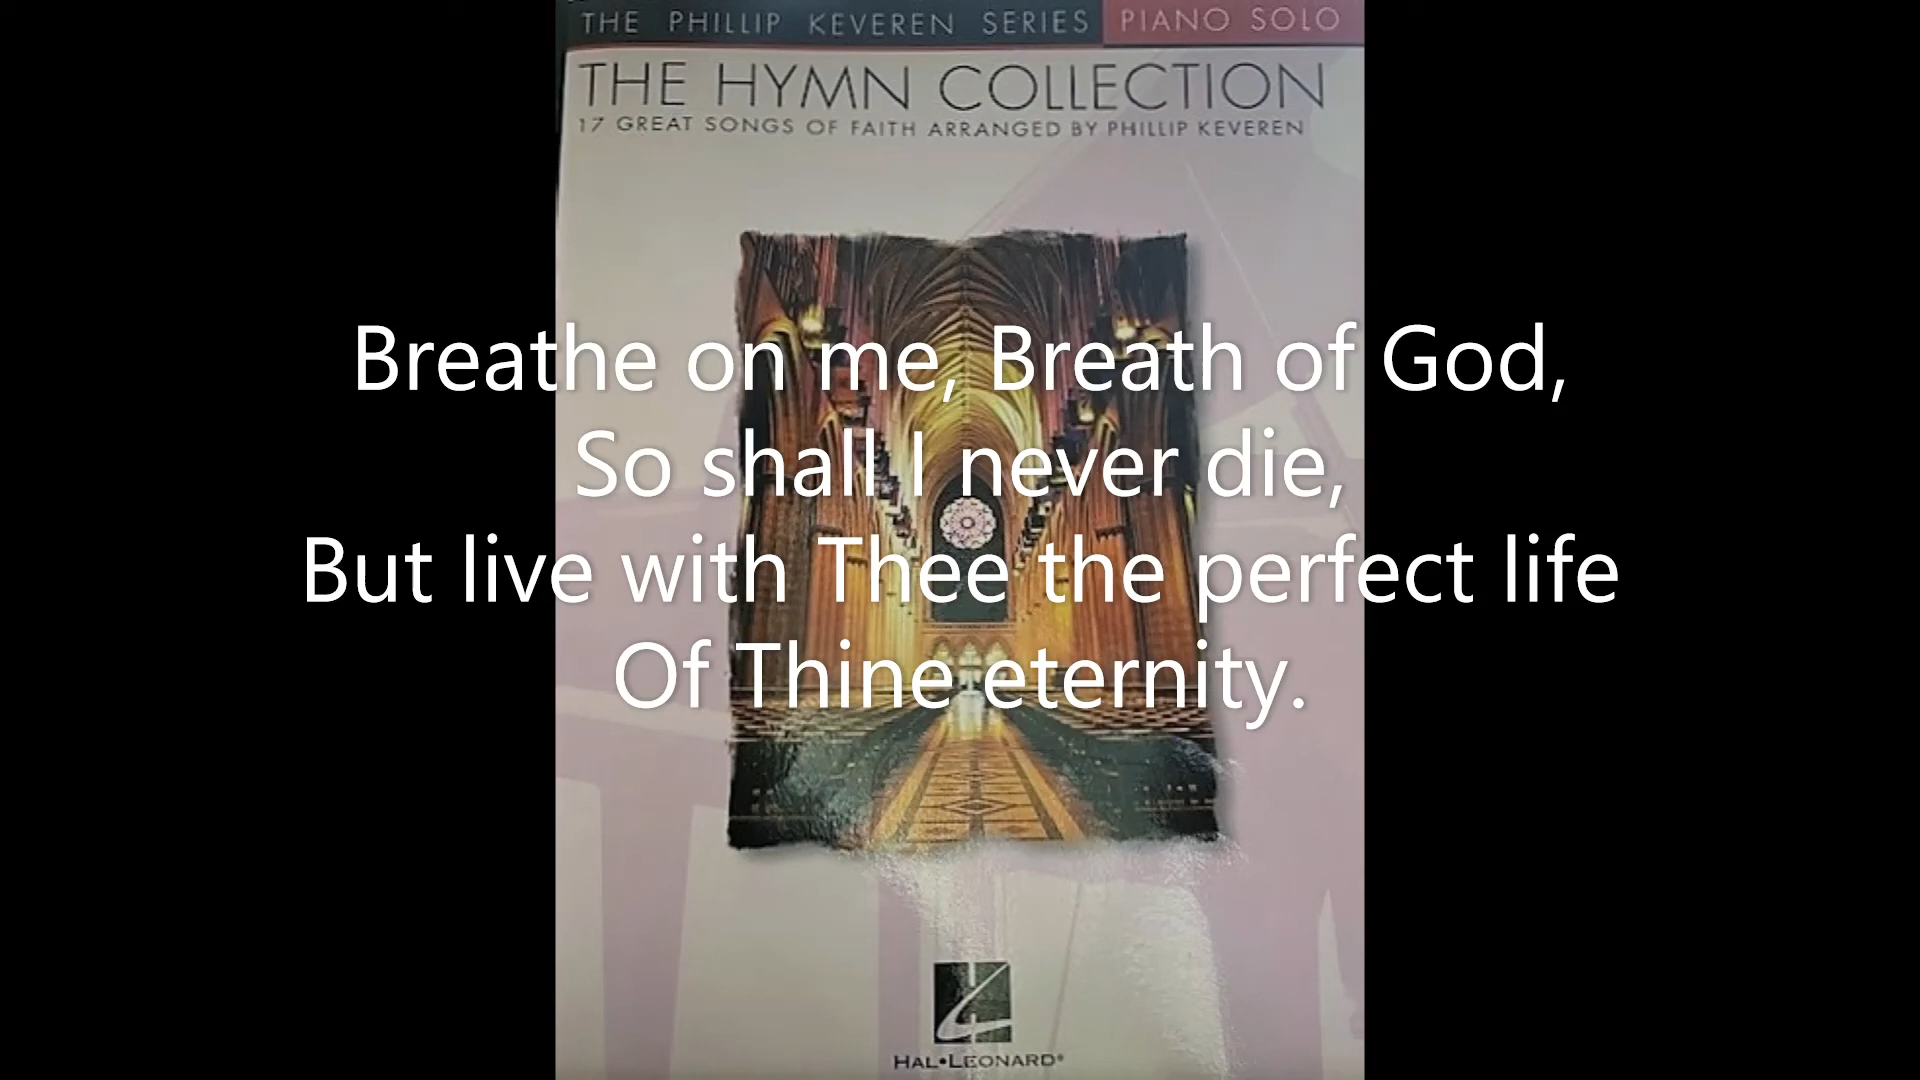 THE PHILLIP KEVEREN SERIES PIANO SOLO
THE HYMN COLLECTION
17 GREAT SONGS OF FAITH ARRANGED BY PHILLIP KEVEREN
Breathe on me, Breath of God,
So shall I never die,
But live with Thee the perfect life
Of Thine eternity.
HAL•LEONARD®